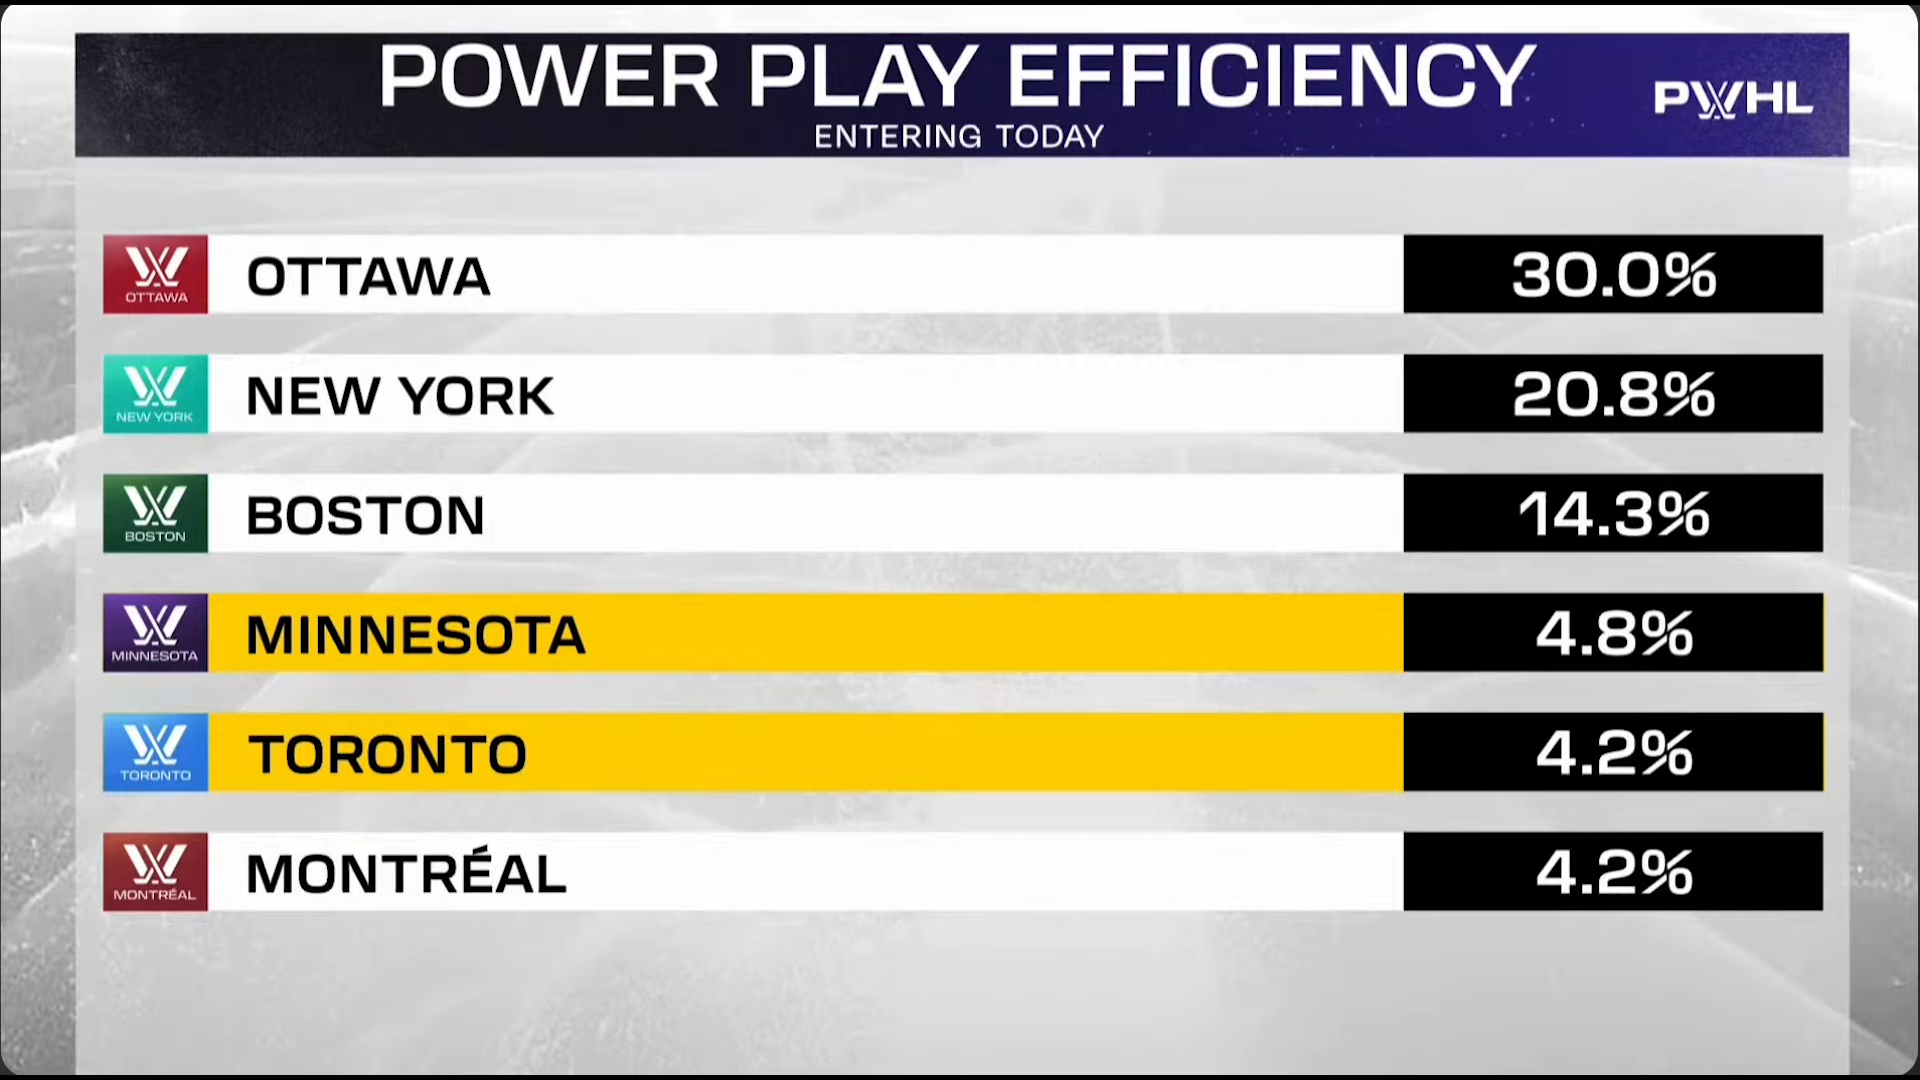 POWER PLAY EFFICIENCY
ENTERING TODAY
PWHL
OTTAWA
OTTAWA
30.0%
NEW YORK
NEW YORK
20.8%
BOSTON
BOSTON
14.3%
MINNESOTA
MINNESOTA
4.8%
TORONTO
TORONTO
4.2%
MONTRÉAL
MONTRÉAL
4.2%